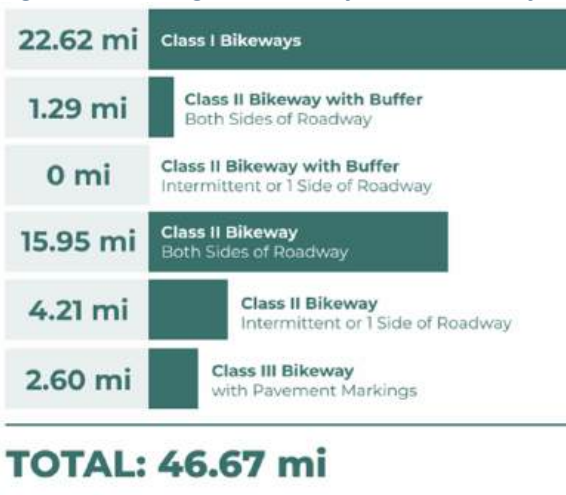 22.62 mi Class I Bikeways
1.29 mi Class II Bikeway with Buffer
Both Sides of Roadway
0 mi Class II Bikeway with Buffer
Intermittent or 1 Side of Roadway
15.95 mi Class II Bikeway
Both Sides of Roadway
4.21 mi Class II Bikeway
Intermittent or 1 Side of Roadway
2.60 mi Class III Bikeway
with Pavement Markings
TOTAL: 46.67 mi